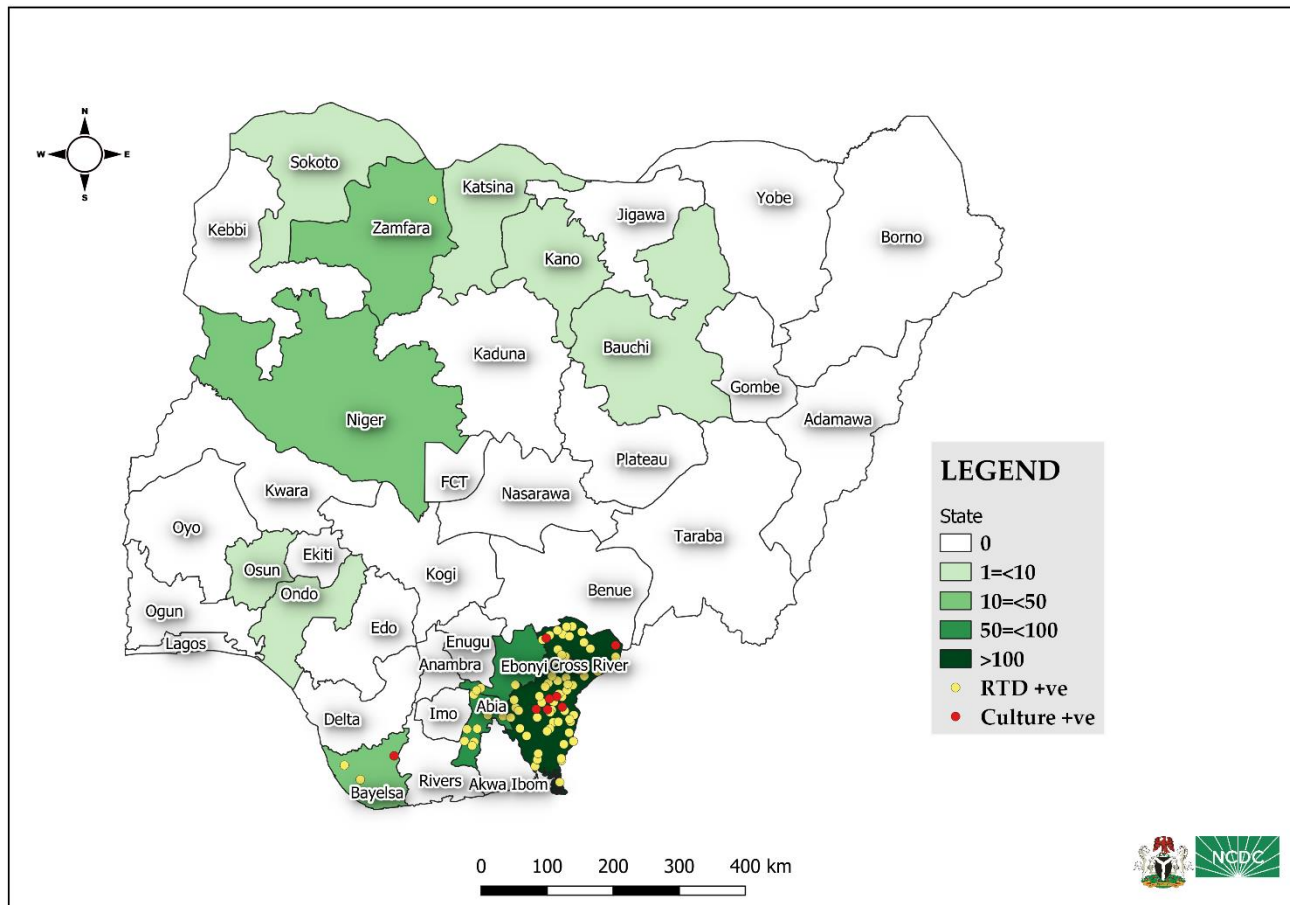 N
W E
S
Sokoto
Katsina
Yobe
Jigawa
Kebbi
Zamfara
Borno
Kano
Bauchi
Kaduna
Gombe
Niger
Adamawa
Plateau
FCT
Nasarawa
Kwara
Oyo
Taraba
Ekiti
Osun
Kogi
Ondo
Benue
Ogun
Edo
Lagos
Enugu
Anambra
Ebonyi
Cross River
Abia
Imo
Delta
Rivers
Akwa Ibom
Bayelsa
LEGEND
State
0
1=<10
10=<50
50=<100
>100
RTD +ve
Culture +ve
0 100 200 300 400 km
NCDC